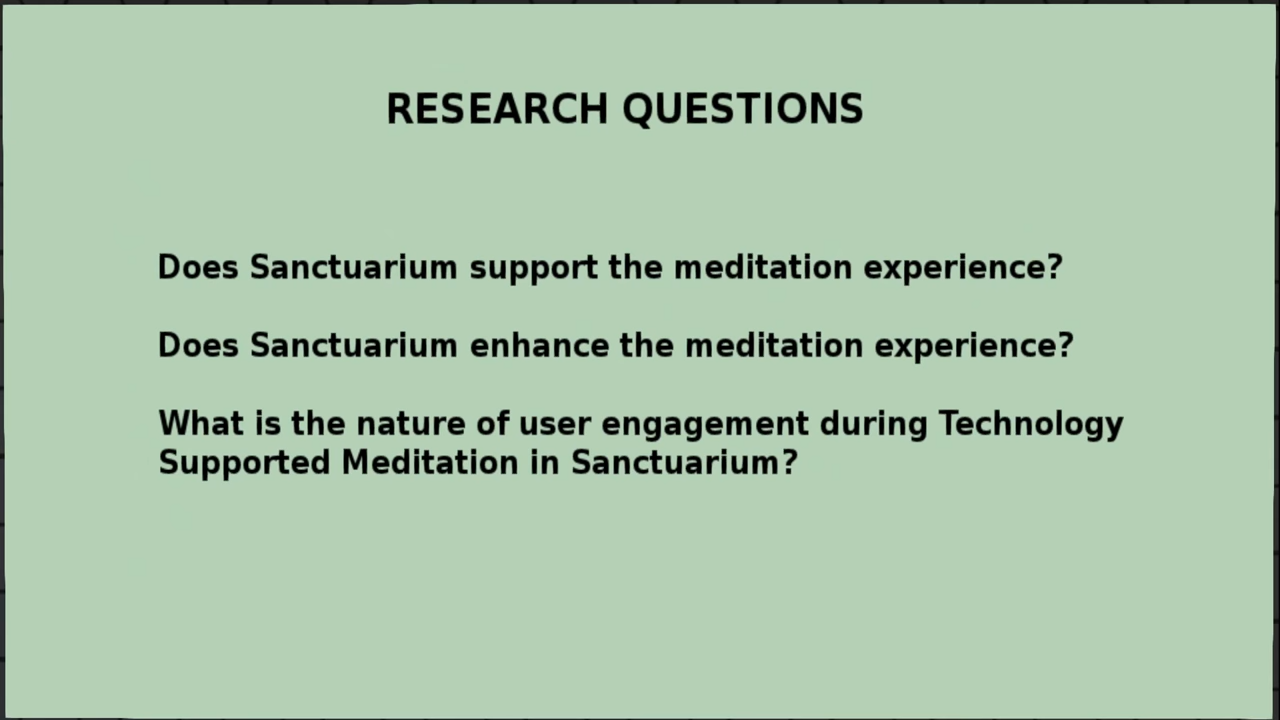 RESEARCH QUESTIONS
Does Sanctuarium support the meditation experience?
Does Sanctuarium enhance the meditation experience?
What is the nature of user engagement during Technology
Supported Meditation in Sanctuarium?